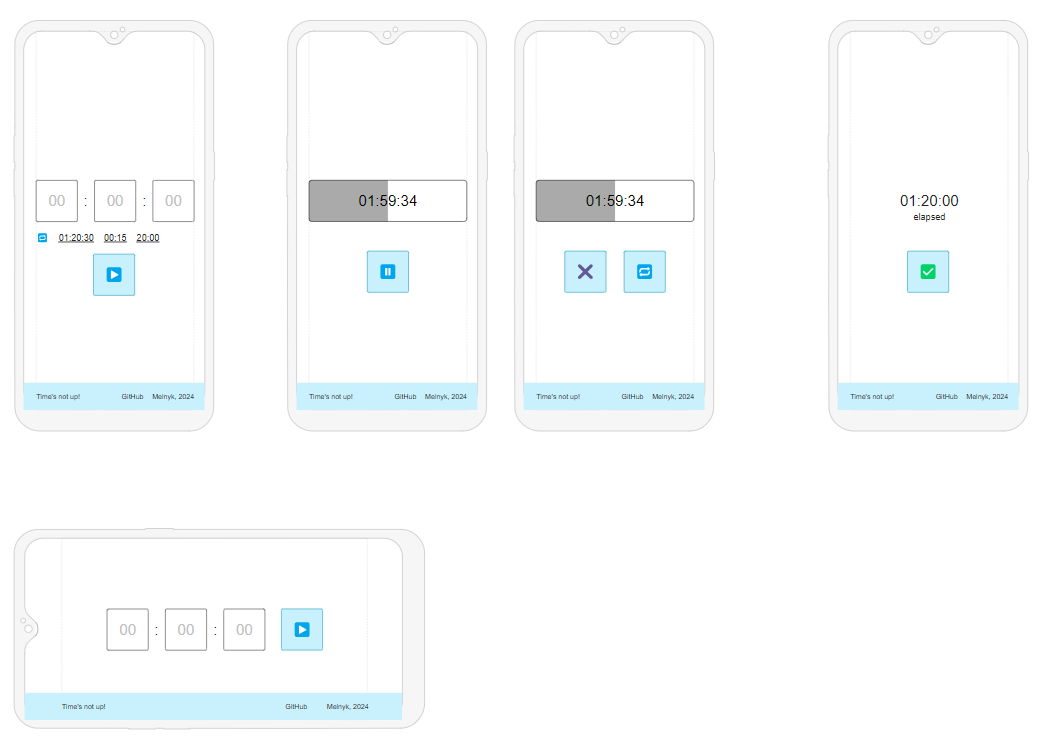 00 : 00 : 00
01:20:30 00:15 20:00
Time's not up! GitHub Melnyk, 2024
01:59:34
Time's not up! GitHub Melnyk, 2024
01:59:34
Time's not up! GitHub Melnyk, 2024
01:20:00
elapsed
Time's not up! GitHub Melnyk, 2024
00 : 00 : 00
Time's not up! GitHub Melnyk, 2024